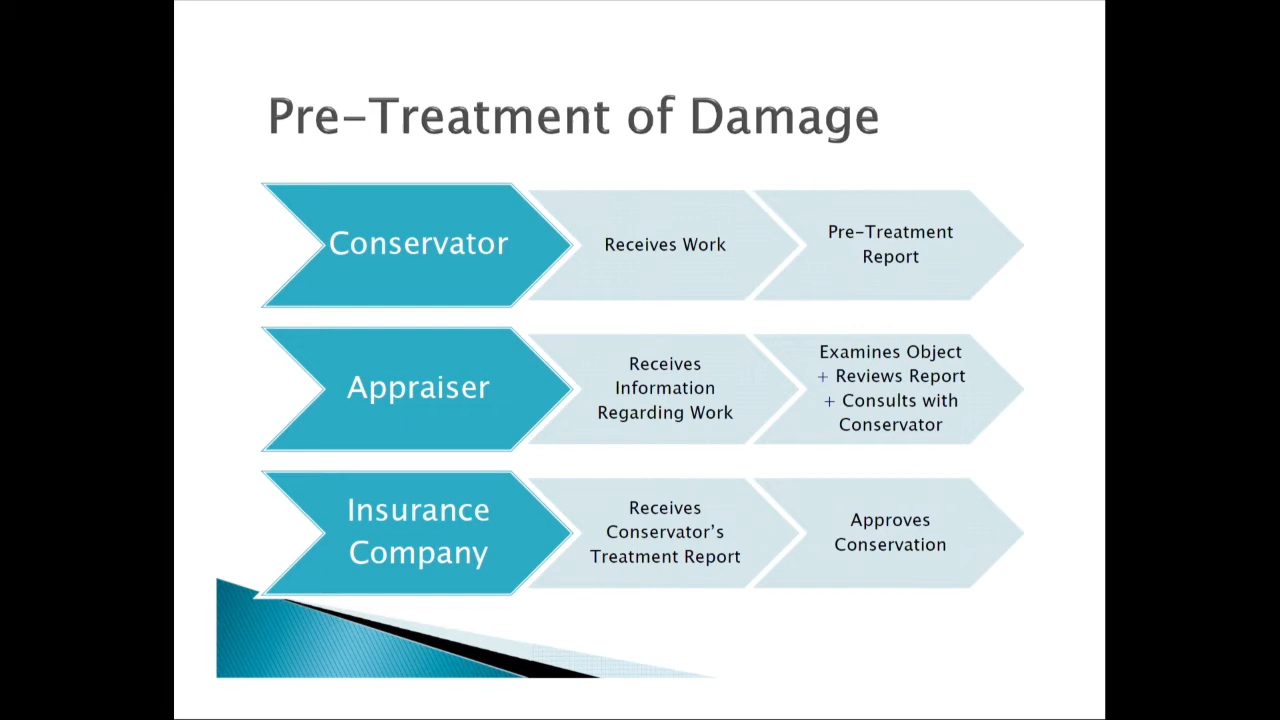 Pre-Treatment of Damage
Conservator
Receives Work
Pre-Treatment
Report
Appraiser
Receives
Information
Regarding Work
Examines Object
+ Reviews Report
+ Consults with
Conservator
Insurance
Company
Receives
Conservator’s
Treatment Report
Approves
Conservation